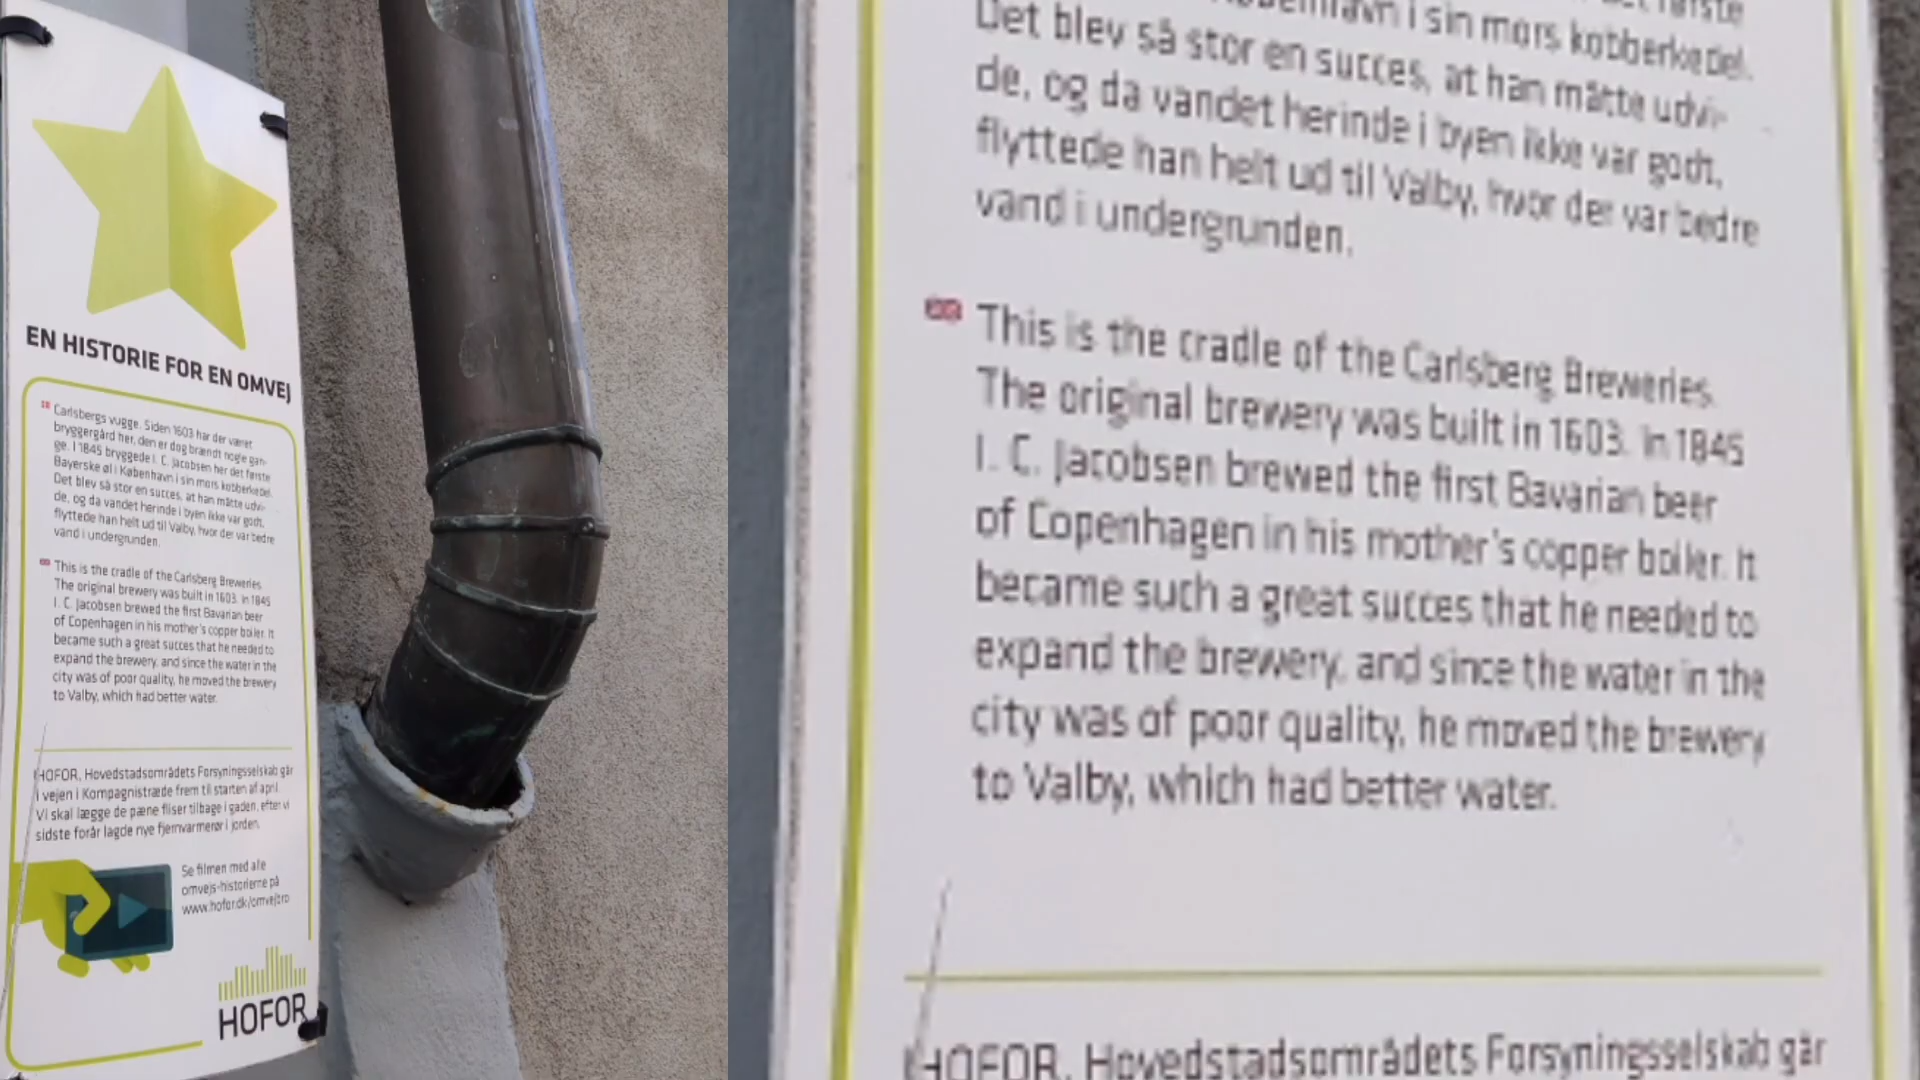 EN HISTORIE FOR EN OMVEJ
Carlsbergs vugge. Siden 1603 har der været
bryggergård her, den er dog brændt nogle gan-
ge. I 1845 bryggede I. C. Jacobsen her det første
Bayerske øl i København i sin mors kobberkedel.
Det blev så stor en succes, at han måtte udvi-
de, og da vandet herinde i byen ikke var godt,
flyttede han helt ud til Valby, hvor der var bedre
vand i undergrunden.
This is the cradle of the Carlsberg Breweries.
The original brewery was built in 1603. In 1845
I. C. Jacobsen brewed the first Bavarian beer
of Copenhagen in his mother's copper boiler. It
became such a great succes that he needed to
expand the brewery, and since the water in the
city was of poor quality, he moved the brewery
to Valby, which had better water.
HOFOR, Hovedstadsområdets Forsyningsselskab går
i vejen i Kompagnistræde frem til starten af april.
Vi skal lægge de pæne fliser tilbage i gaden, efter vi
sidste forår lagde nye fjernvarmerør i jorden.
Se filmen med alle
omvejs-historierne på
www.hofor.dk/omvejbro
HOFOR
København i sin mors kobberkedel.
Det blev så stor en succes, at han måtte udvi-
de, og da vandet herinde i byen ikke var godt,
flyttede han helt ud til Valby, hvor der var bedre
vand i undergrunden.
This is the cradle of the Carlsberg Breweries.
The original brewery was built in 1603. In 1845
I. C. Jacobsen brewed the first Bavarian beer
of Copenhagen in his mother's copper boiler. It
became such a great succes that he needed to
expand the brewery, and since the water in the
city was of poor quality, he moved the brewery
to Valby, which had better water.
HOFOR, Hovedstadsområdets Forsyningsselskab går